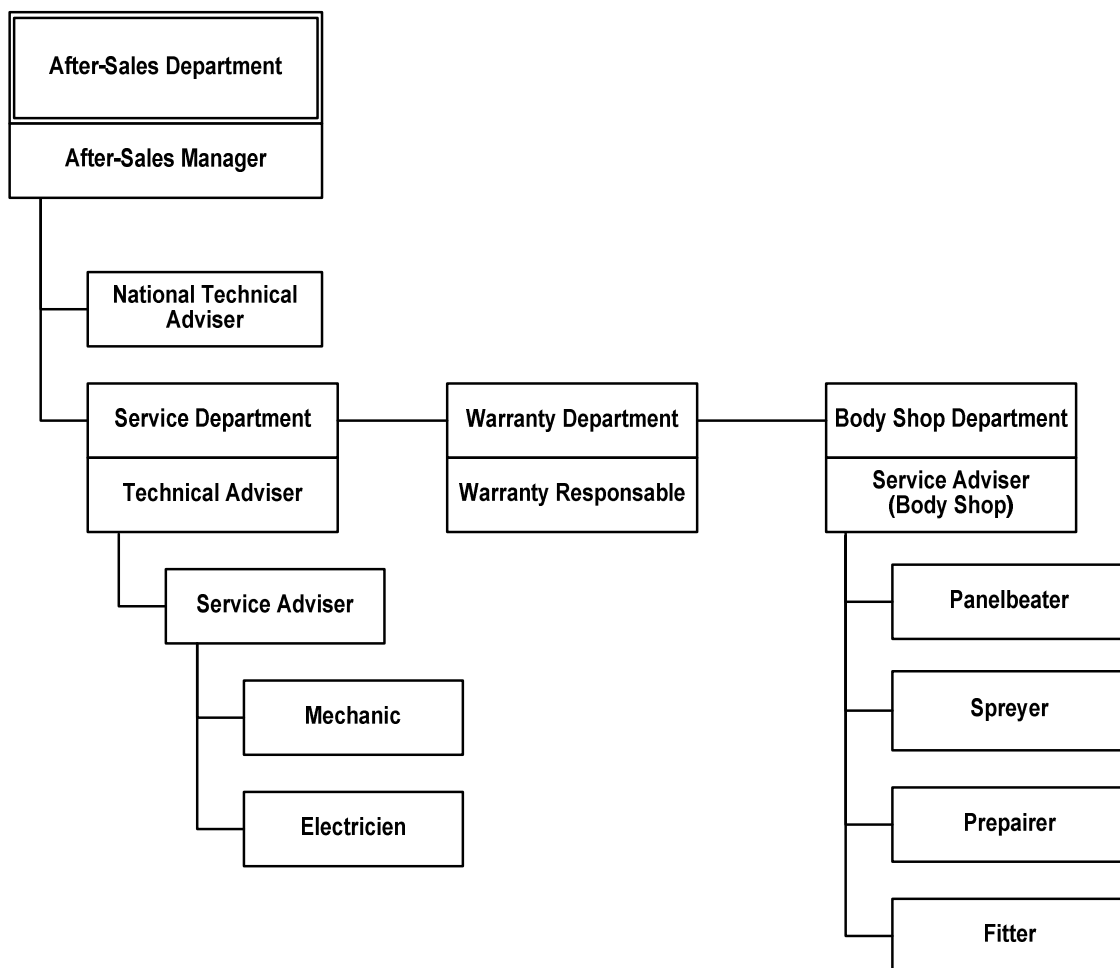 After-Sales Department
After-Sales Manager
National Technical
Adviser
Service Department
Technical Adviser
Service Adviser
Mechanic
Electricien
Warranty Department
Warranty Responsable
Body Shop Department
Service Adviser
(Body Shop)
Panelbeater
Spreyer
Prepairer
Fitter